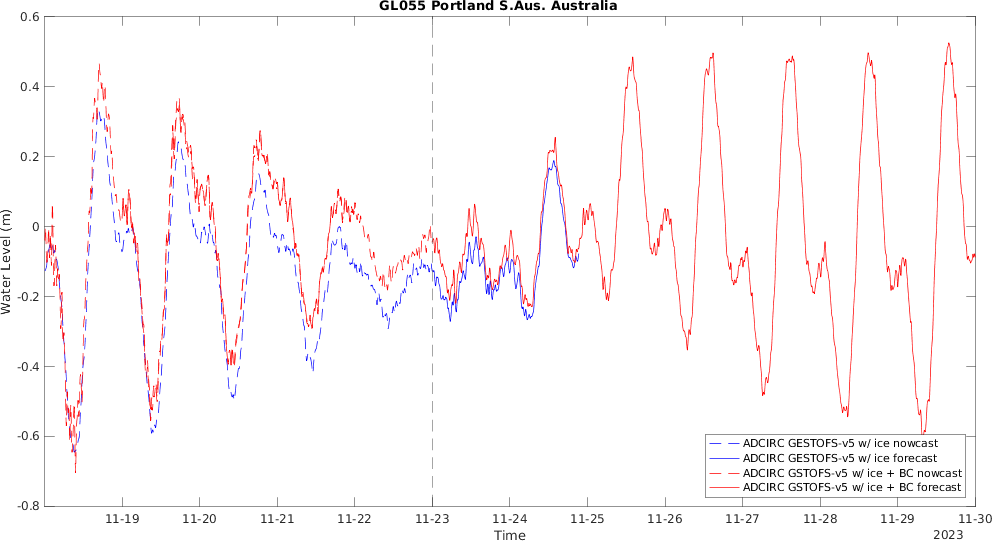 GL055 Portland S.Aus. Australia
Water Level (m)
0.6
0.4
0.2
0
-0.2
-0.4
-0.6
-0.8
ADCIRC GESTOFS-v5 w/ ice nowcast
ADCIRC GESTOFS-v5 w/ ice forecast
ADCIRC GSTOFS-v5 w/ ice + BC nowcast
ADCIRC GSTOFS-v5 w/ ice + BC forecast
11-19 11-20 11-21 11-22 11-23 11-24 11-25 11-26 11-27 11-28 11-29 11-30
Time
2023